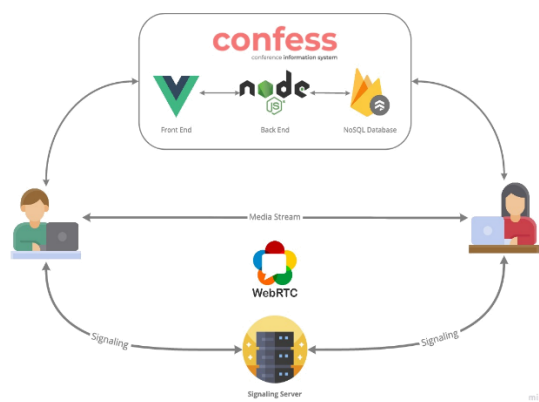 confess
conference information system
node
JS
Front End
Back End
NoSQL Database
Media Stream
WebRTC
Signaling
Signaling
Signaling Server
mi